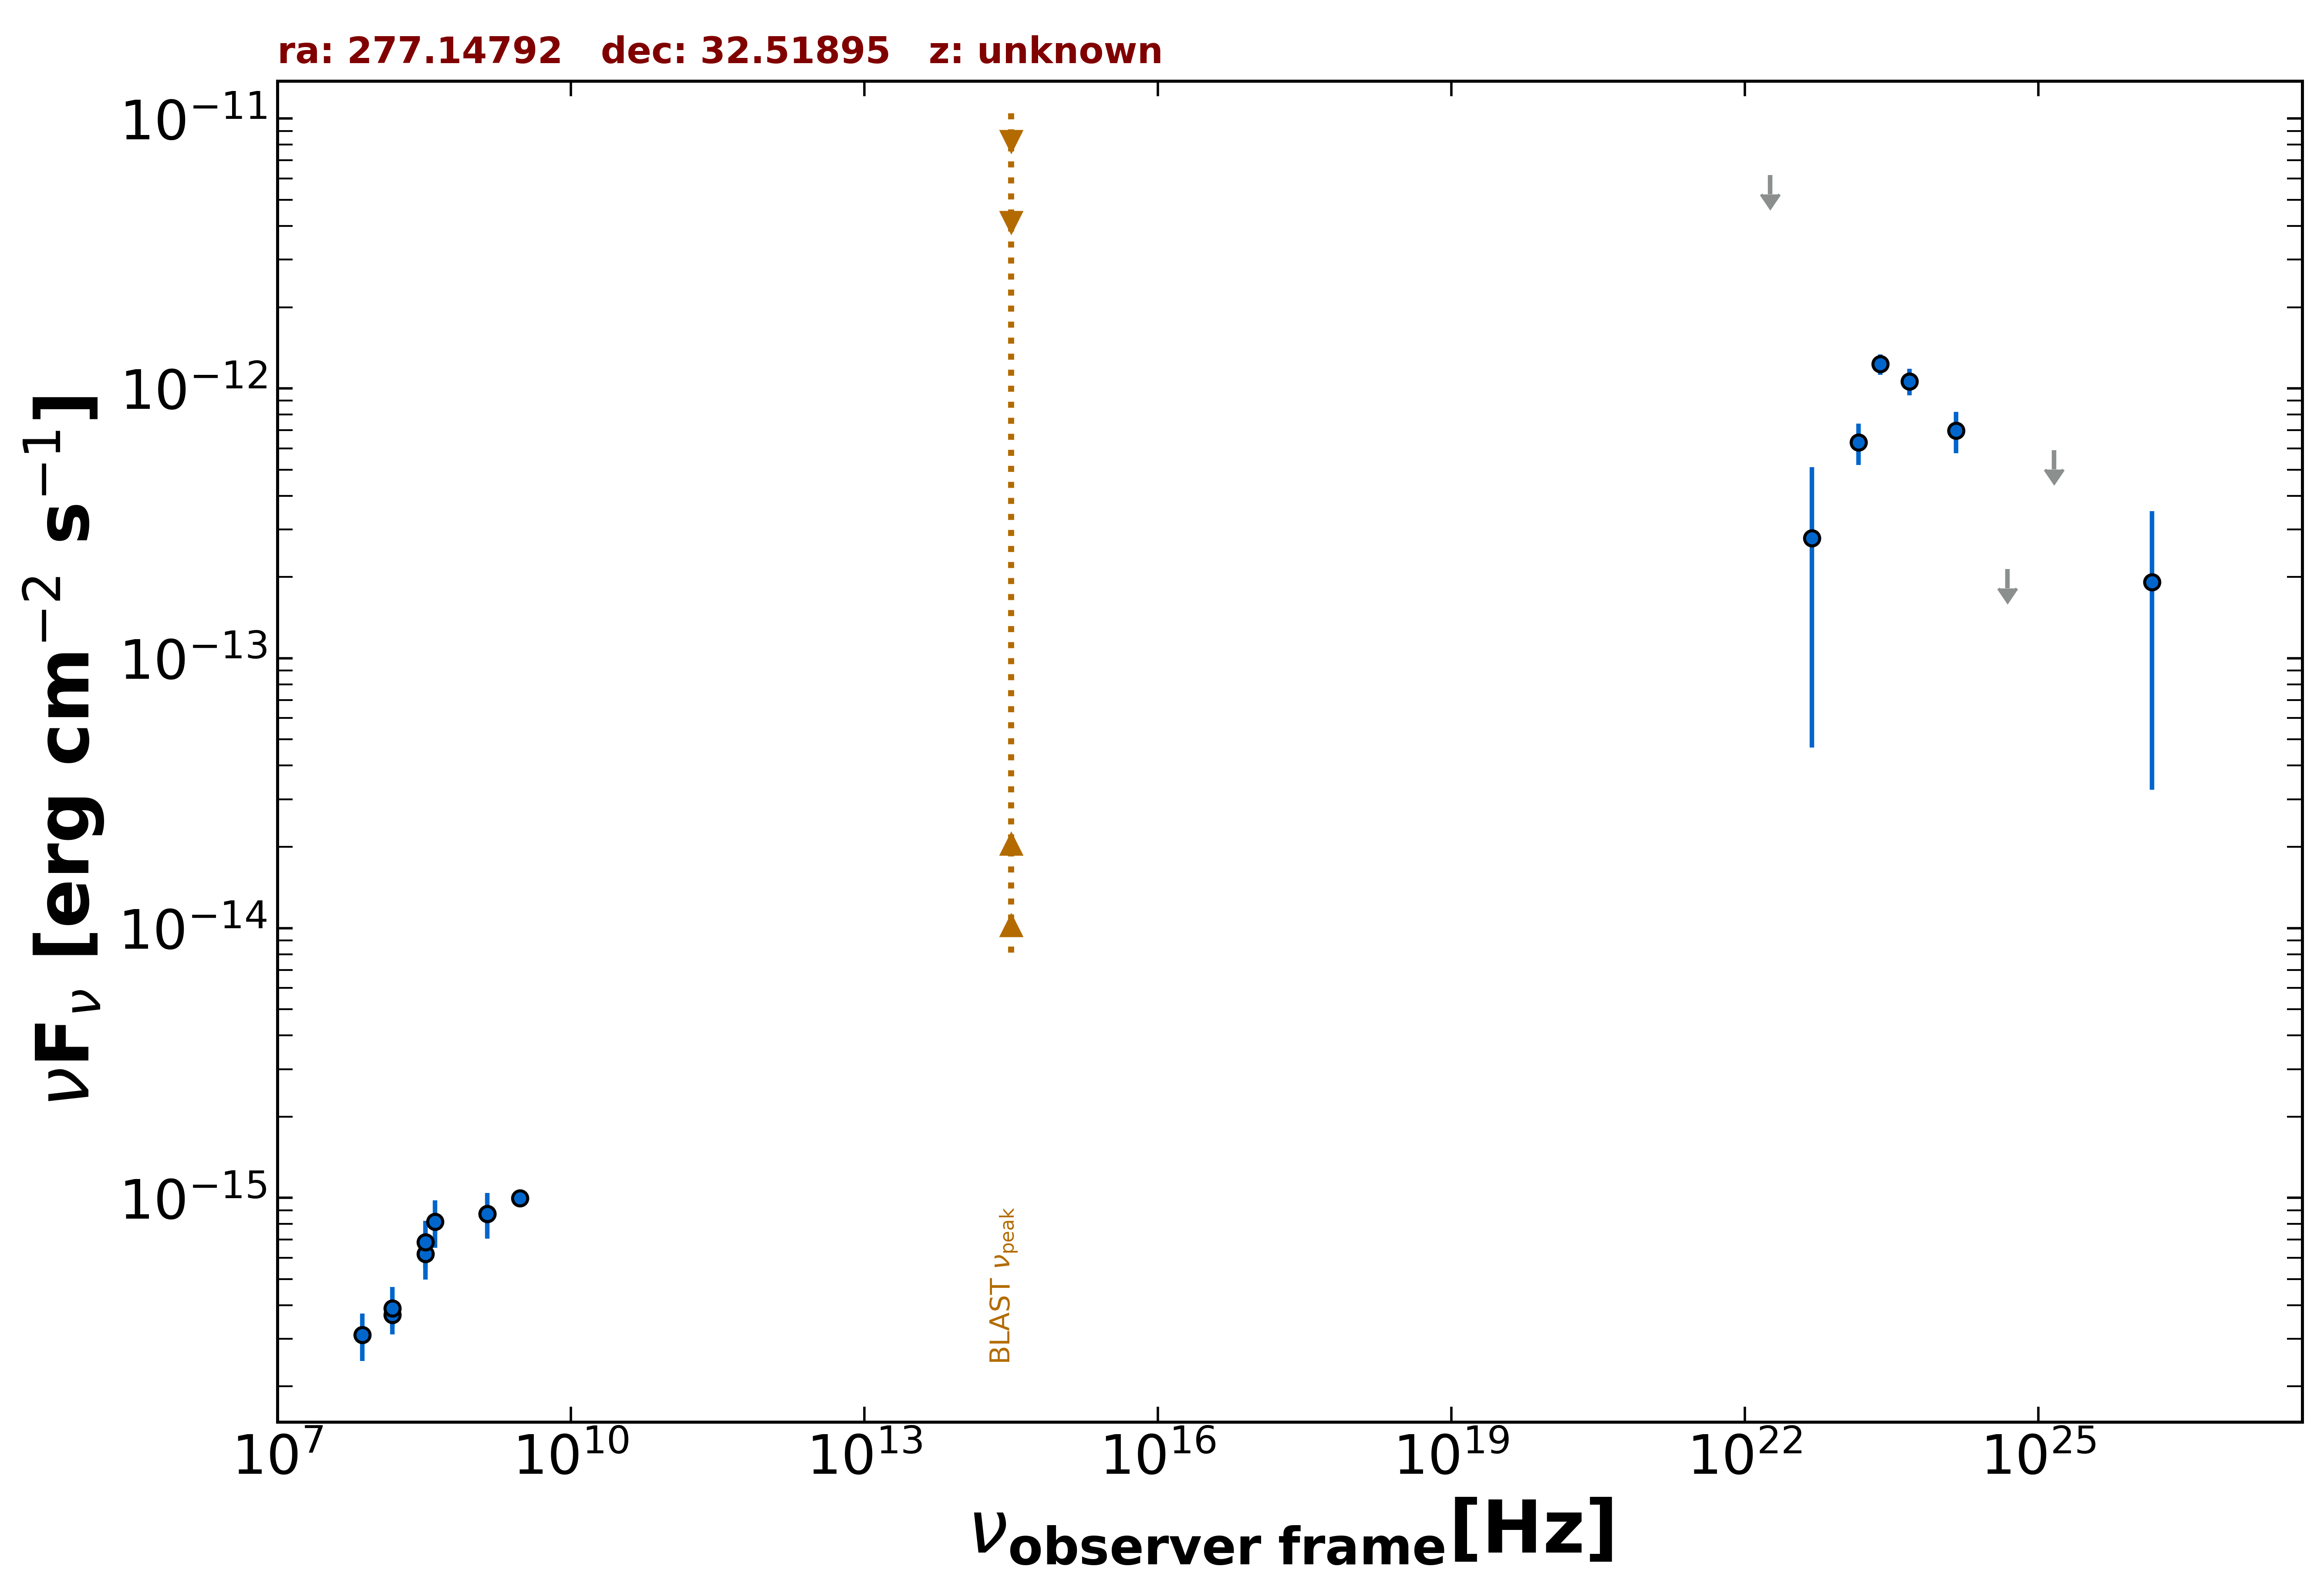 ra: 277.14792 dec: 32.51895 z: unknown
10⁻¹¹
10⁻¹²
10⁻¹³
10⁻¹⁴
10⁻¹⁵
νFν [erg cm⁻² s⁻¹]
BLAST νpeak
10⁷ 10¹⁰ 10¹³ 10¹⁶ 10¹⁹ 10²² 10²⁵
νobserver frame [Hz]